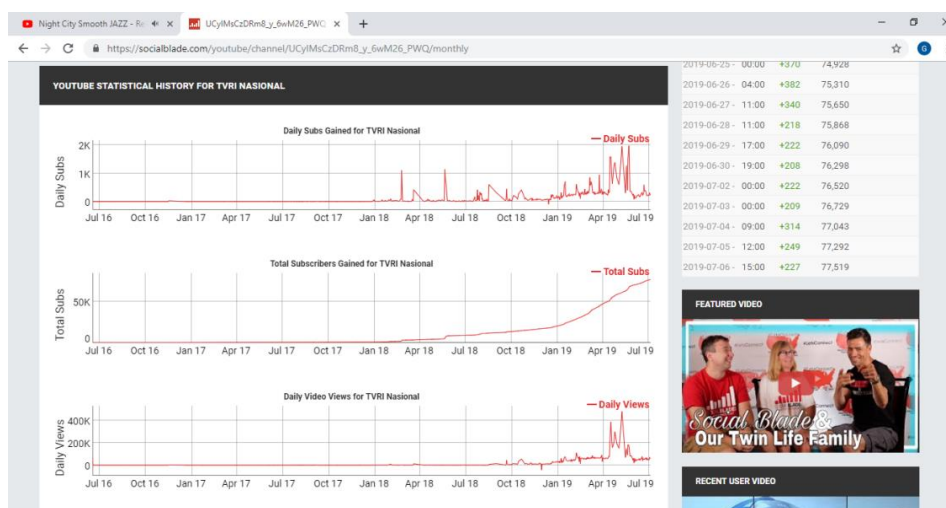 Night City Smooth JAZZ - Re
UCyIMsCzDRm8_y_6wM26_PWQ
https://socialblade.com/youtube/channel/UCyIMsCzDRm8_y_6wM26_PWQ/monthly
G
YOUTUBE STATISTICAL HISTORY FOR TVRI NASIONAL
Daily Subs Gained for TVRI Nasional
Daily Subs
Daily Subs
2K
1K
0
Jul 16 Oct 16 Jan 17 Apr 17 Jul 17 Oct 17 Jan 18 Apr 18 Jul 18 Oct 18 Jan 19 Apr 19 Jul 19
Total Subscribers Gained for TVRI Nasional
Total Subs
Total Subs
50K
0
Jul 16 Oct 16 Jan 17 Apr 17 Jul 17 Oct 17 Jan 18 Apr 18 Jul 18 Oct 18 Jan 19 Apr 19 Jul 19
Daily Video Views for TVRI Nasional
Daily Views
Daily Views
400K
200K
0
Jul 16 Oct 16 Jan 17 Apr 17 Jul 17 Oct 17 Jan 18 Apr 18 Jul 18 Oct 18 Jan 19 Apr 19 Jul 19
2019-06-25 - 00:00 +370 74,928
2019-06-26 - 04:00 +382 75,310
2019-06-27 - 11:00 +340 75,650
2019-06-28 - 11:00 +218 75,868
2019-06-29 - 17:00 +222 76,090
2019-06-30 - 19:00 +208 76,298
2019-07-02 - 00:00 +222 76,520
2019-07-03 - 00:00 +209 76,729
2019-07-04 - 09:00 +314 77,043
2019-07-05 - 12:00 +249 77,292
2019-07-06 - 15:00 +227 77,519
FEATURED VIDEO
Social Blade &
Our Twin Life Family
RECENT USER VIDEO